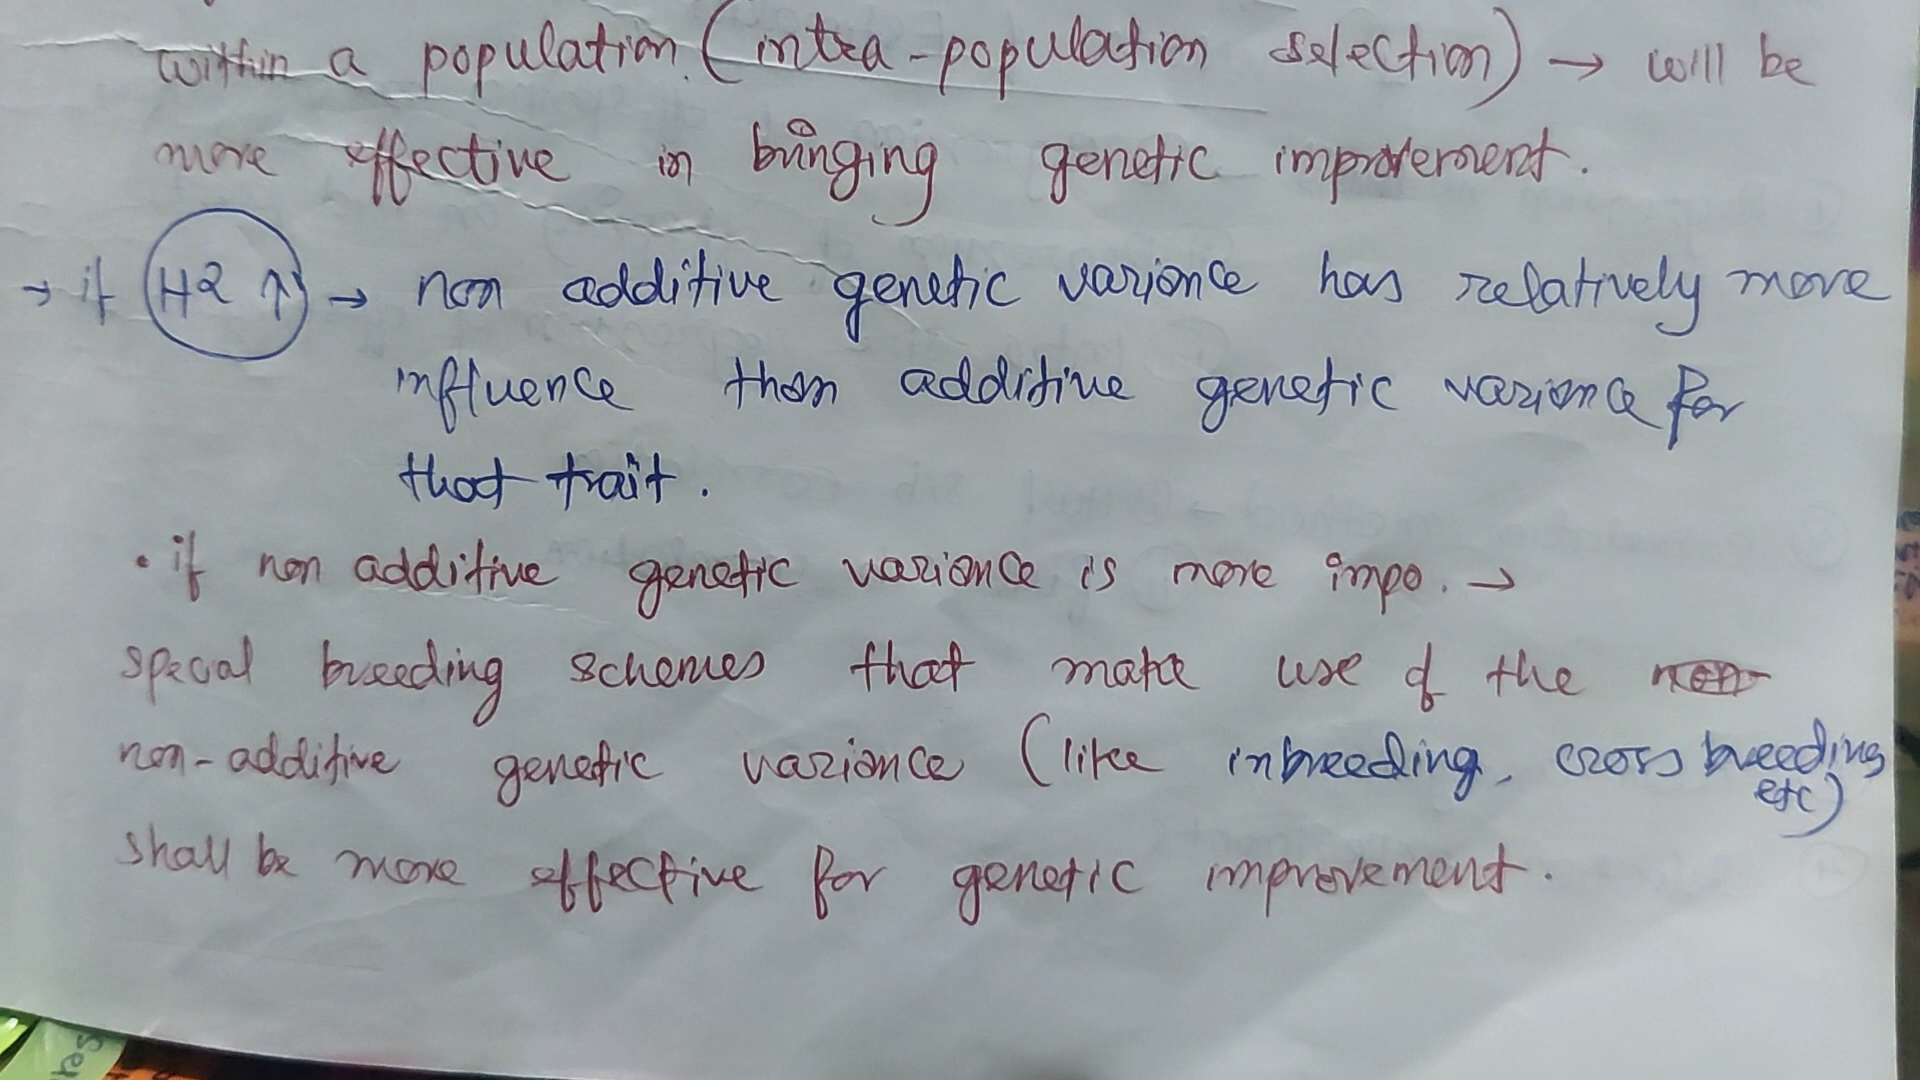 within a population. (intra-population selection) → will be
more effective in bringing genetic improvement.
→ if H2 ↑ → non additive genetic variance has relatively more
influence than additive genetic variance for
that trait.
• if non additive genetic variance is more impo. →
special breeding schemes that make use of the non
non-additive genetic variance (like inbreeding, cross breeding
etc)
shall be more effective for genetic improvement.